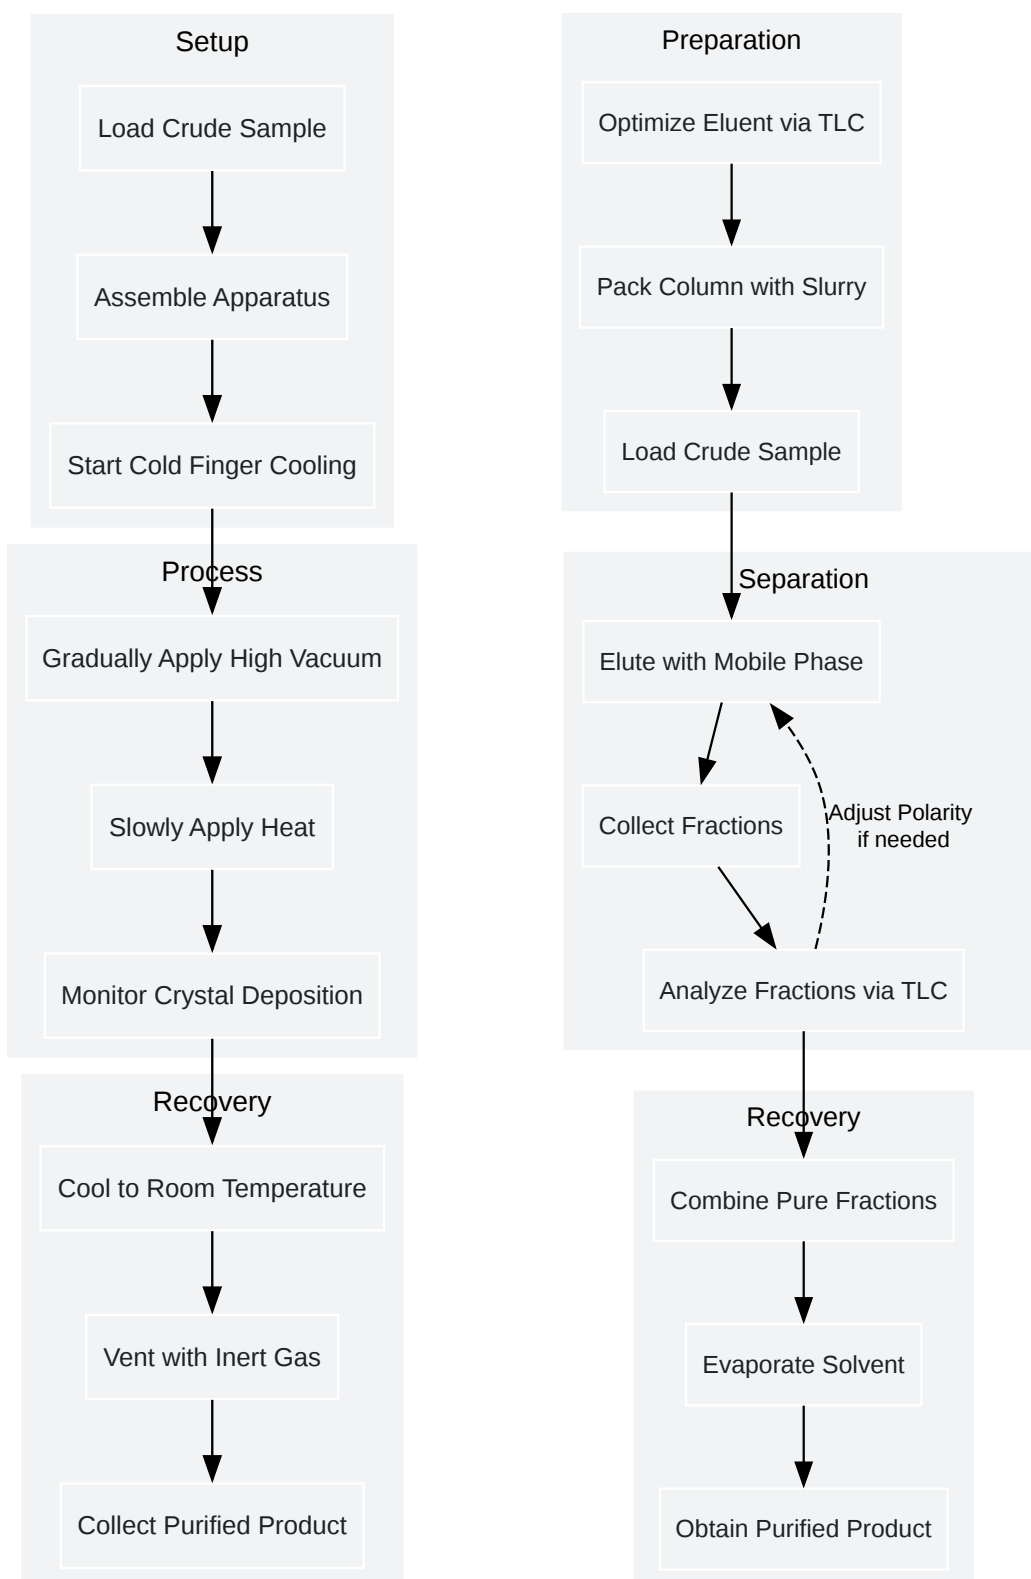 Setup
Load Crude Sample
Assemble Apparatus
Start Cold Finger Cooling
Process
Gradually Apply High Vacuum
Slowly Apply Heat
Monitor Crystal Deposition
Recovery
Cool to Room Temperature
Vent with Inert Gas
Collect Purified Product
Preparation
Optimize Eluent via TLC
Pack Column with Slurry
Load Crude Sample
Separation
Elute with Mobile Phase
Collect Fractions
Adjust Polarity
if needed
Analyze Fractions via TLC
Recovery
Combine Pure Fractions
Evaporate Solvent
Obtain Purified Product